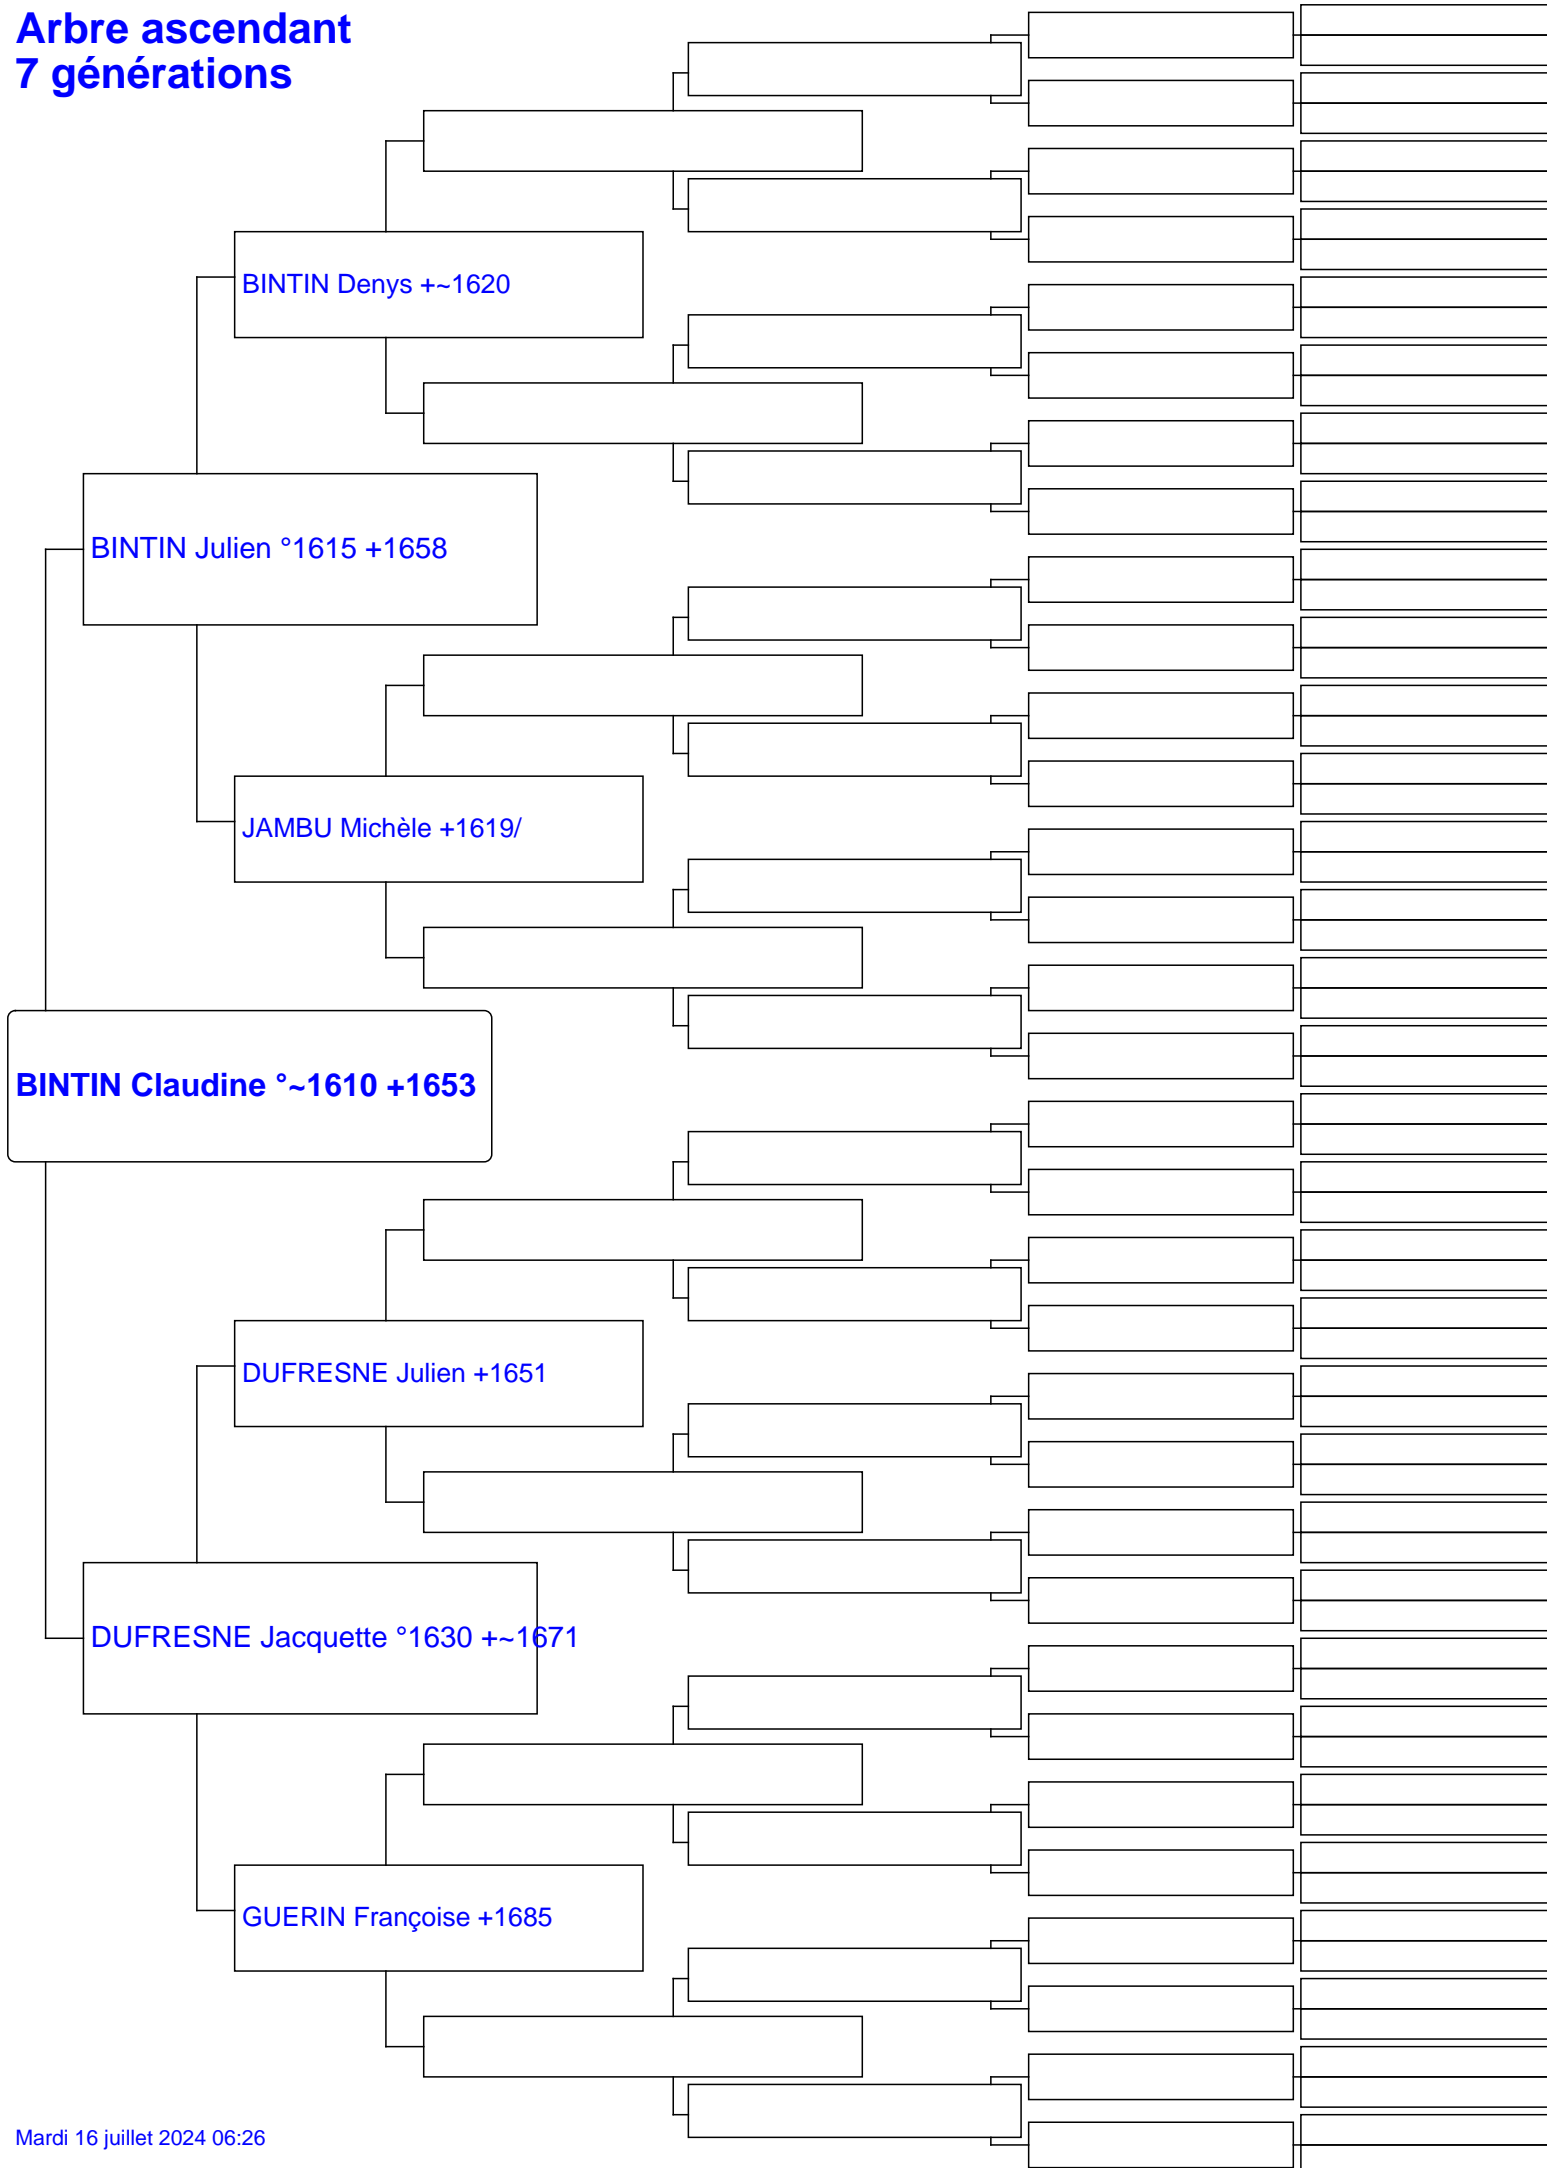 Arbre ascendant
7 générations
BINTIN Denys +~1620
BINTIN Julien °1615 +1658
JAMBU Michèle +1619/
BINTIN Claudine °~1610 +1653
DUFRESNE Julien +1651
DUFRESNE Jacquette °1630 +~1671
GUERIN Françoise +1685
Mardi 16 juillet 2024 06:26